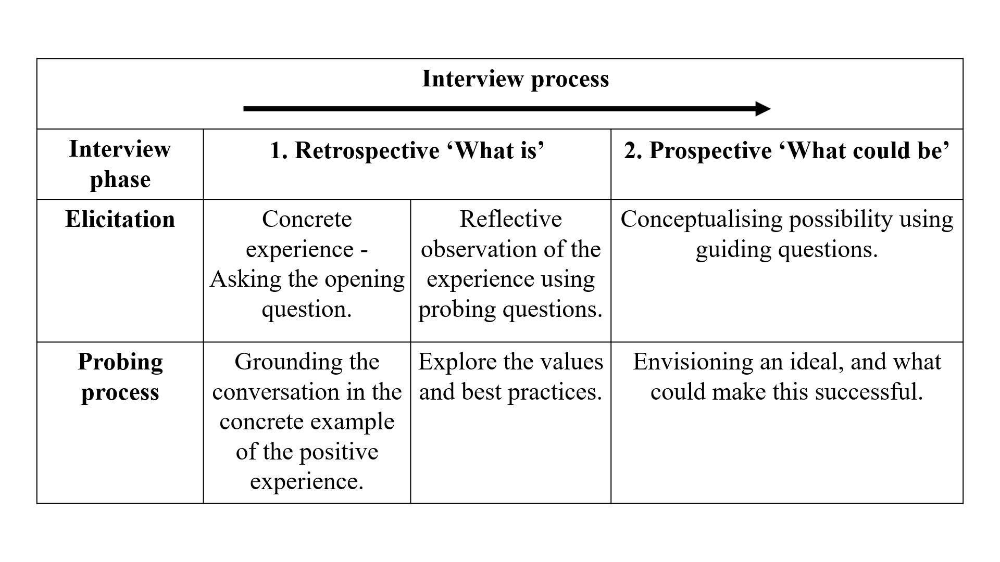 Interview process
Interview
phase
1. Retrospective ‘What is’
2. Prospective ‘What could be’
Elicitation
Concrete
experience -
Asking the opening
question.
Reflective
observation of the
experience using
probing questions.
Conceptualising possibility using
guiding questions.
Probing
process
Grounding the
conversation in the
concrete example
of the positive
experience.
Explore the values
and best practices.
Envisioning an ideal, and what
could make this successful.